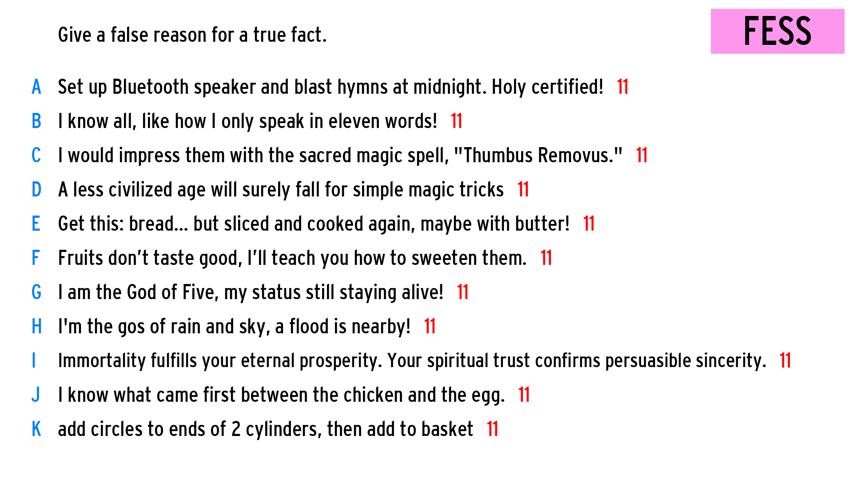 Give a false reason for a true fact.
FESS
A Set up Bluetooth speaker and blast hymns at midnight. Holy certified! 11
B I know all, like how I only speak in eleven words! 11
C I would impress them with the sacred magic spell, "Thumbus Removus." 11
D A less civilized age will surely fall for simple magic tricks 11
E Get this: bread... but sliced and cooked again, maybe with butter! 11
F Fruits don’t taste good, I’ll teach you how to sweeten them. 11
G I am the God of Five, my status still staying alive! 11
H I'm the gos of rain and sky, a flood is nearby! 11
I Immortality fulfills your eternal prosperity. Your spiritual trust confirms persuasible sincerity. 11
J I know what came first between the chicken and the egg. 11
K add circles to ends of 2 cylinders, then add to basket 11